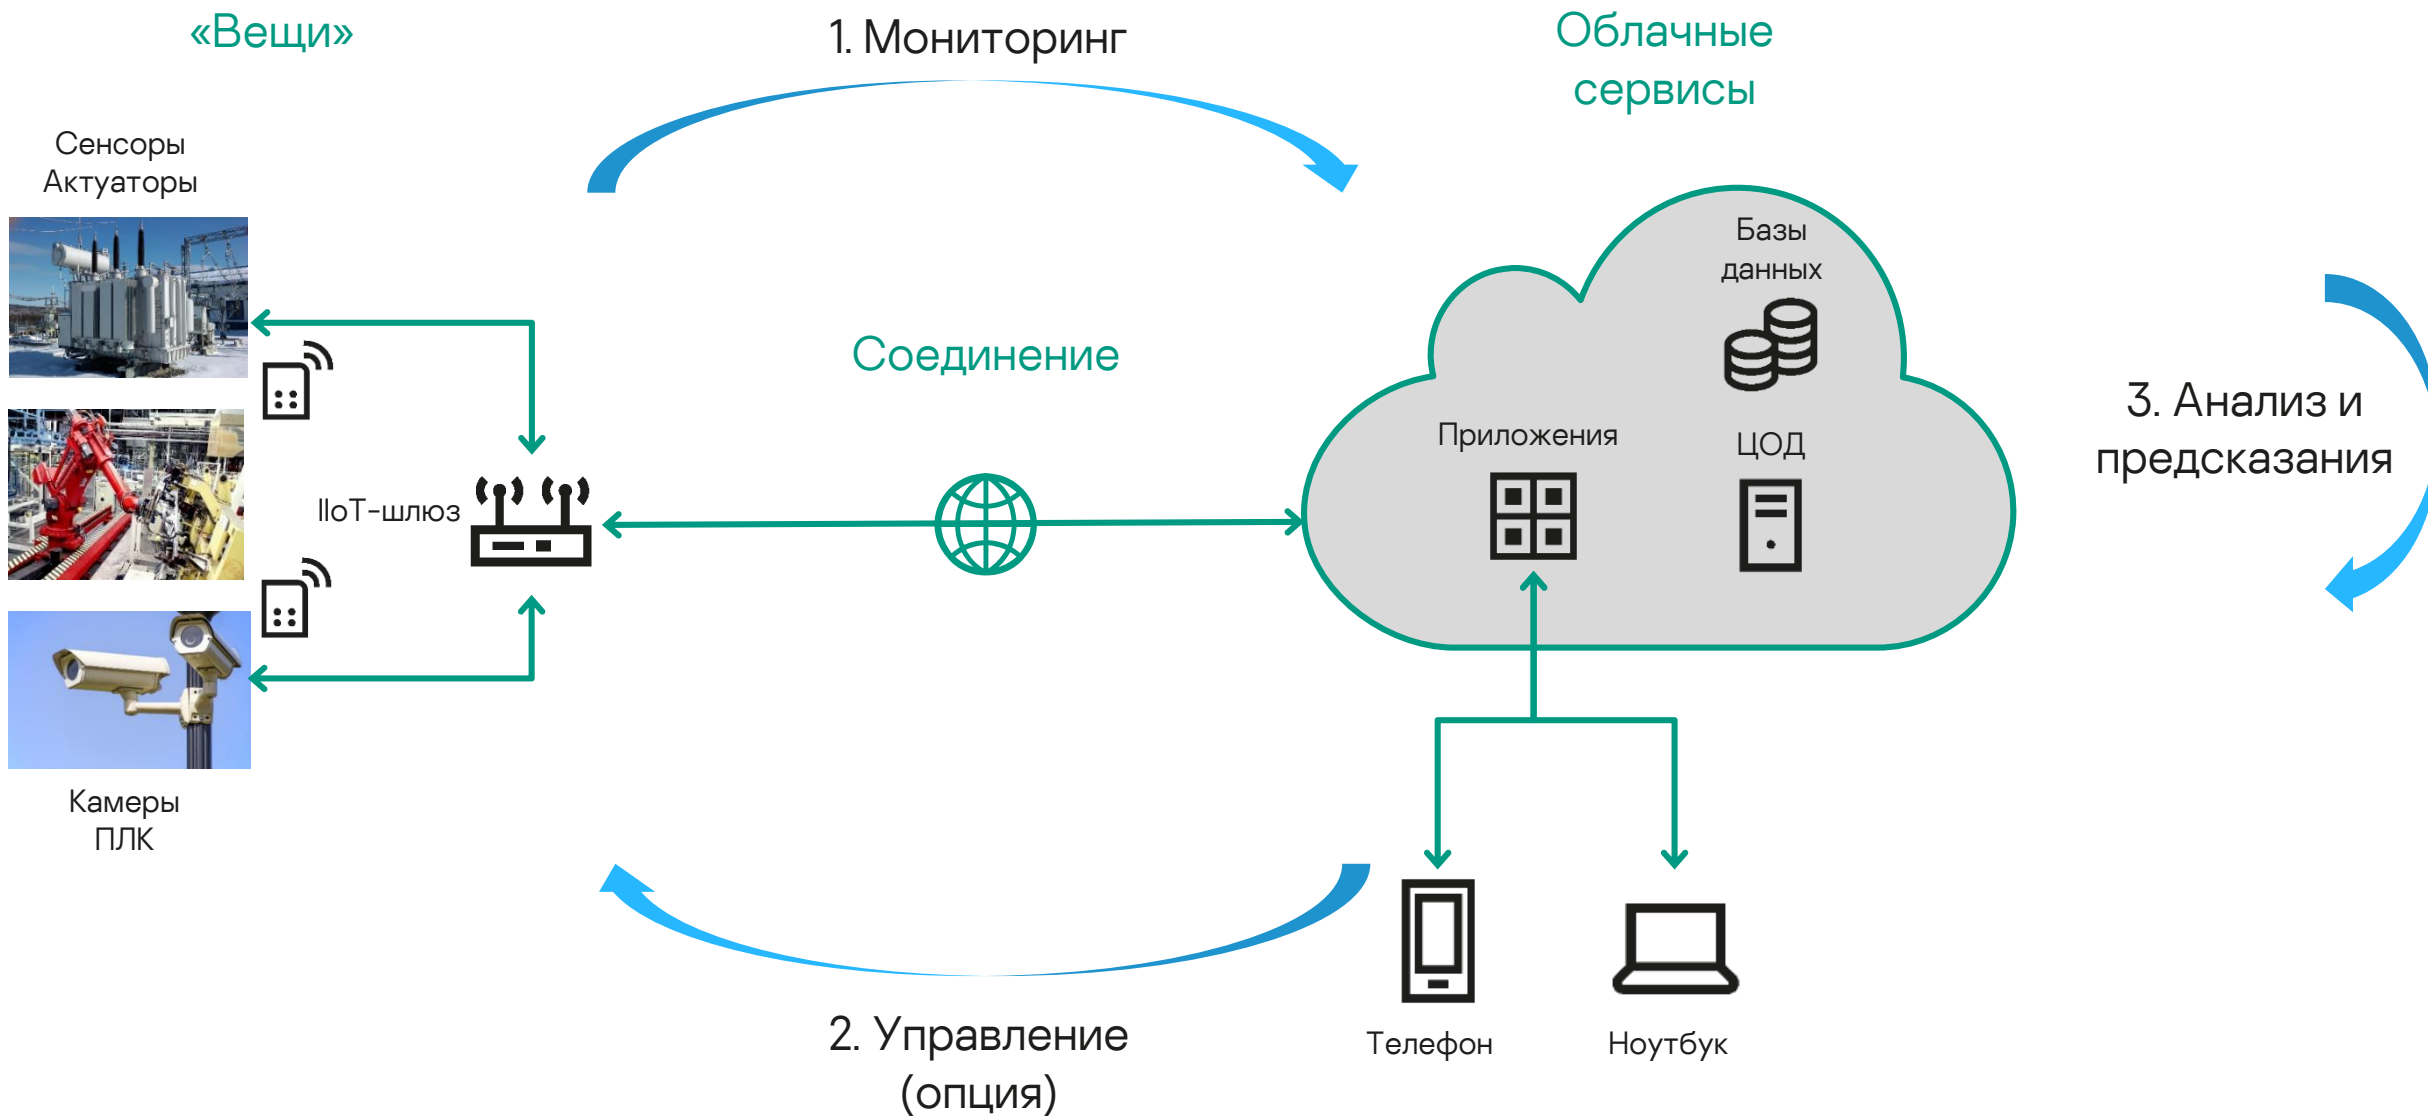 «Вещи»
1. Мониторинг
Облачные
сервисы
Сенсоры
Актуаторы
Базы
данных
Соединение
3. Анализ и
предсказания
Приложения
ЦОД
IIoT-шлюз
Камеры
ПЛК
2. Управление
(опция)
Телефон
Ноутбук